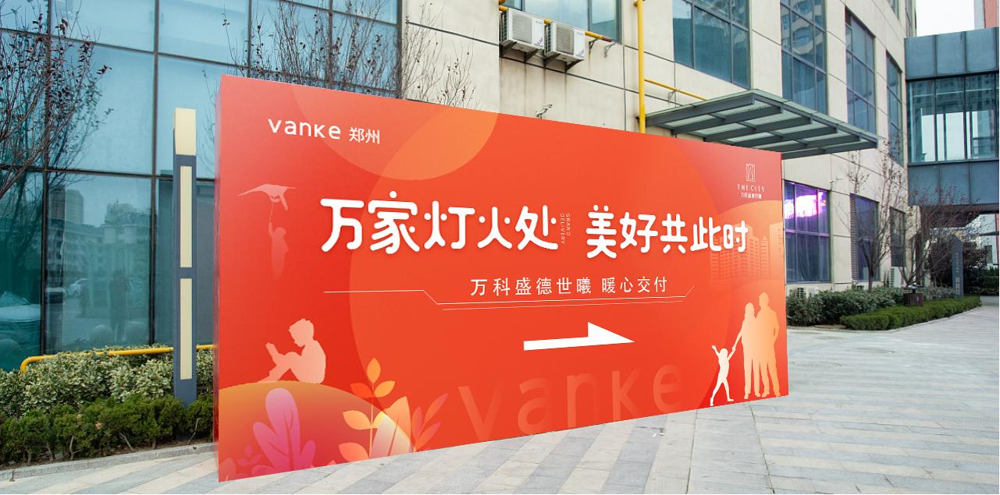 vanke 郑州
THE CITY
万家灯火处
GRAND
DELIVERY
美好共此时
万科盛德世曦 暖心交付
vanke